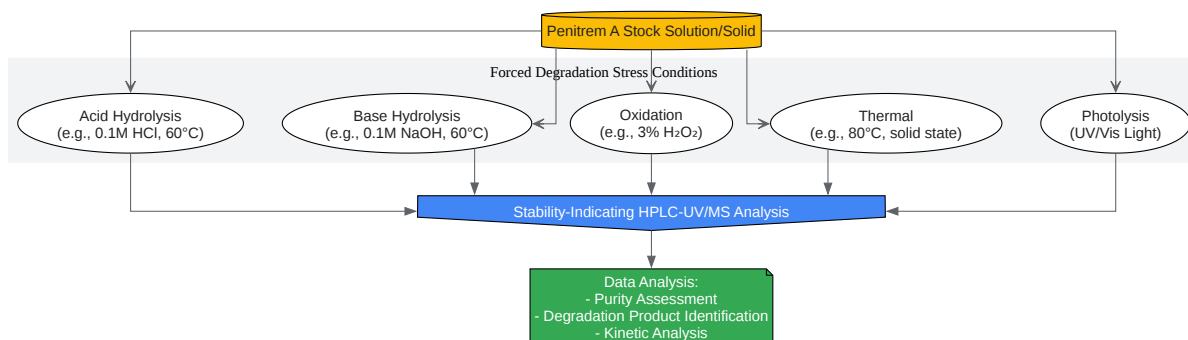 Penitrem A Stock Solution/Solid
Forced Degradation Stress Conditions
Acid Hydrolysis
(e.g., 0.1M HCl, 60°C)
Base Hydrolysis
(e.g., 0.1M NaOH, 60°C)
Oxidation
(e.g., 3% H₂O₂)
Thermal
(e.g., 80°C, solid state)
Photolysis
(UV/Vis Light)
Stability-Indicating HPLC-UV/MS Analysis
Data Analysis:
- Purity Assessment
- Degradation Product Identification
- Kinetic Analysis